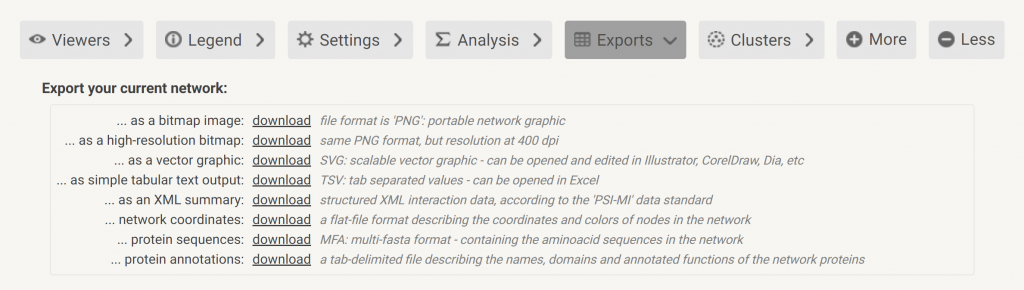 Viewers Legend Settings Analysis Exports Clusters More Less
Export your current network:
... as a bitmap image: download file format is 'PNG': portable network graphic
... as a high-resolution bitmap: download same PNG format, but resolution at 400 dpi
... as a vector graphic: download SVG: scalable vector graphic - can be opened and edited in Illustrator, CorelDraw, Dia, etc
... as simple tabular text output: download TSV: tab separated values - can be opened in Excel
... as an XML summary: download structured XML interaction data, according to the 'PSI-MI' data standard
... network coordinates: download a flat-file format describing the coordinates and colors of nodes in the network
... protein sequences: download MFA: multi-fasta format - containing the aminoacid sequences in the network
... protein annotations: download a tab-delimited file describing the names, domains and annotated functions of the network proteins